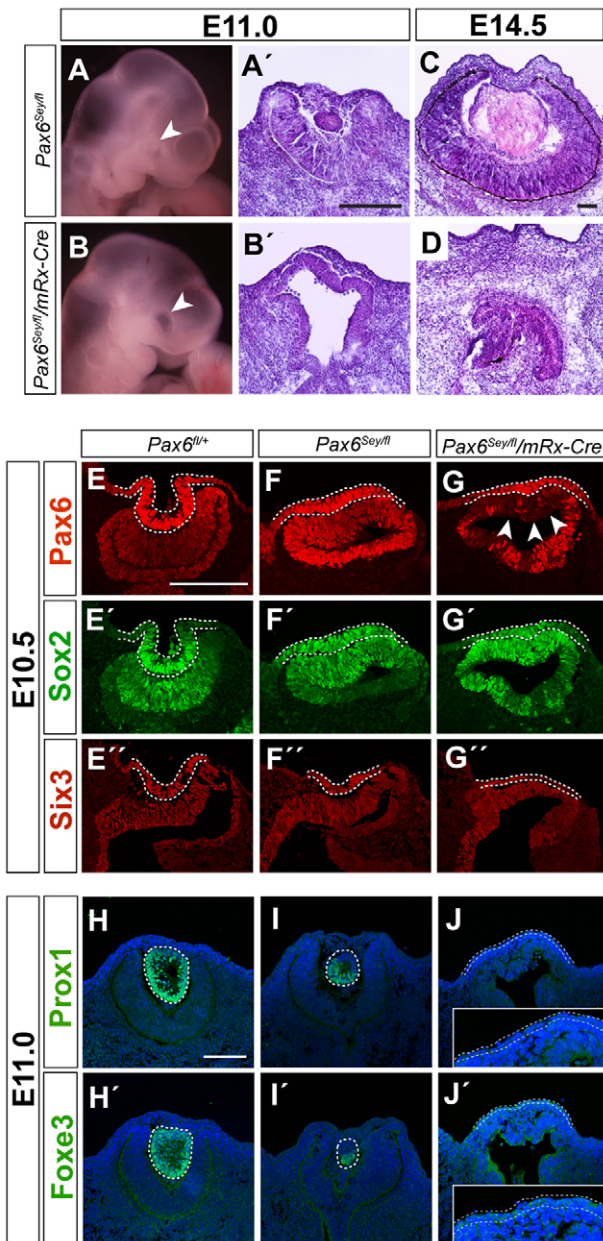 E11.0
E14.5
Pax6Sey/fl
A
A´
C
Pax6Sey/fl/mRx-Cre
B
B´
D
Pax6fl/+
Pax6Sey/fl
Pax6Sey/fl/mRx-Cre
E10.5
Pax6
E
F
G
Sox2
E´
F´
G´
Six3
E´´
F´´
G´´
E11.0
Prox1
H
I
J
Foxe3
H´
I´
J´